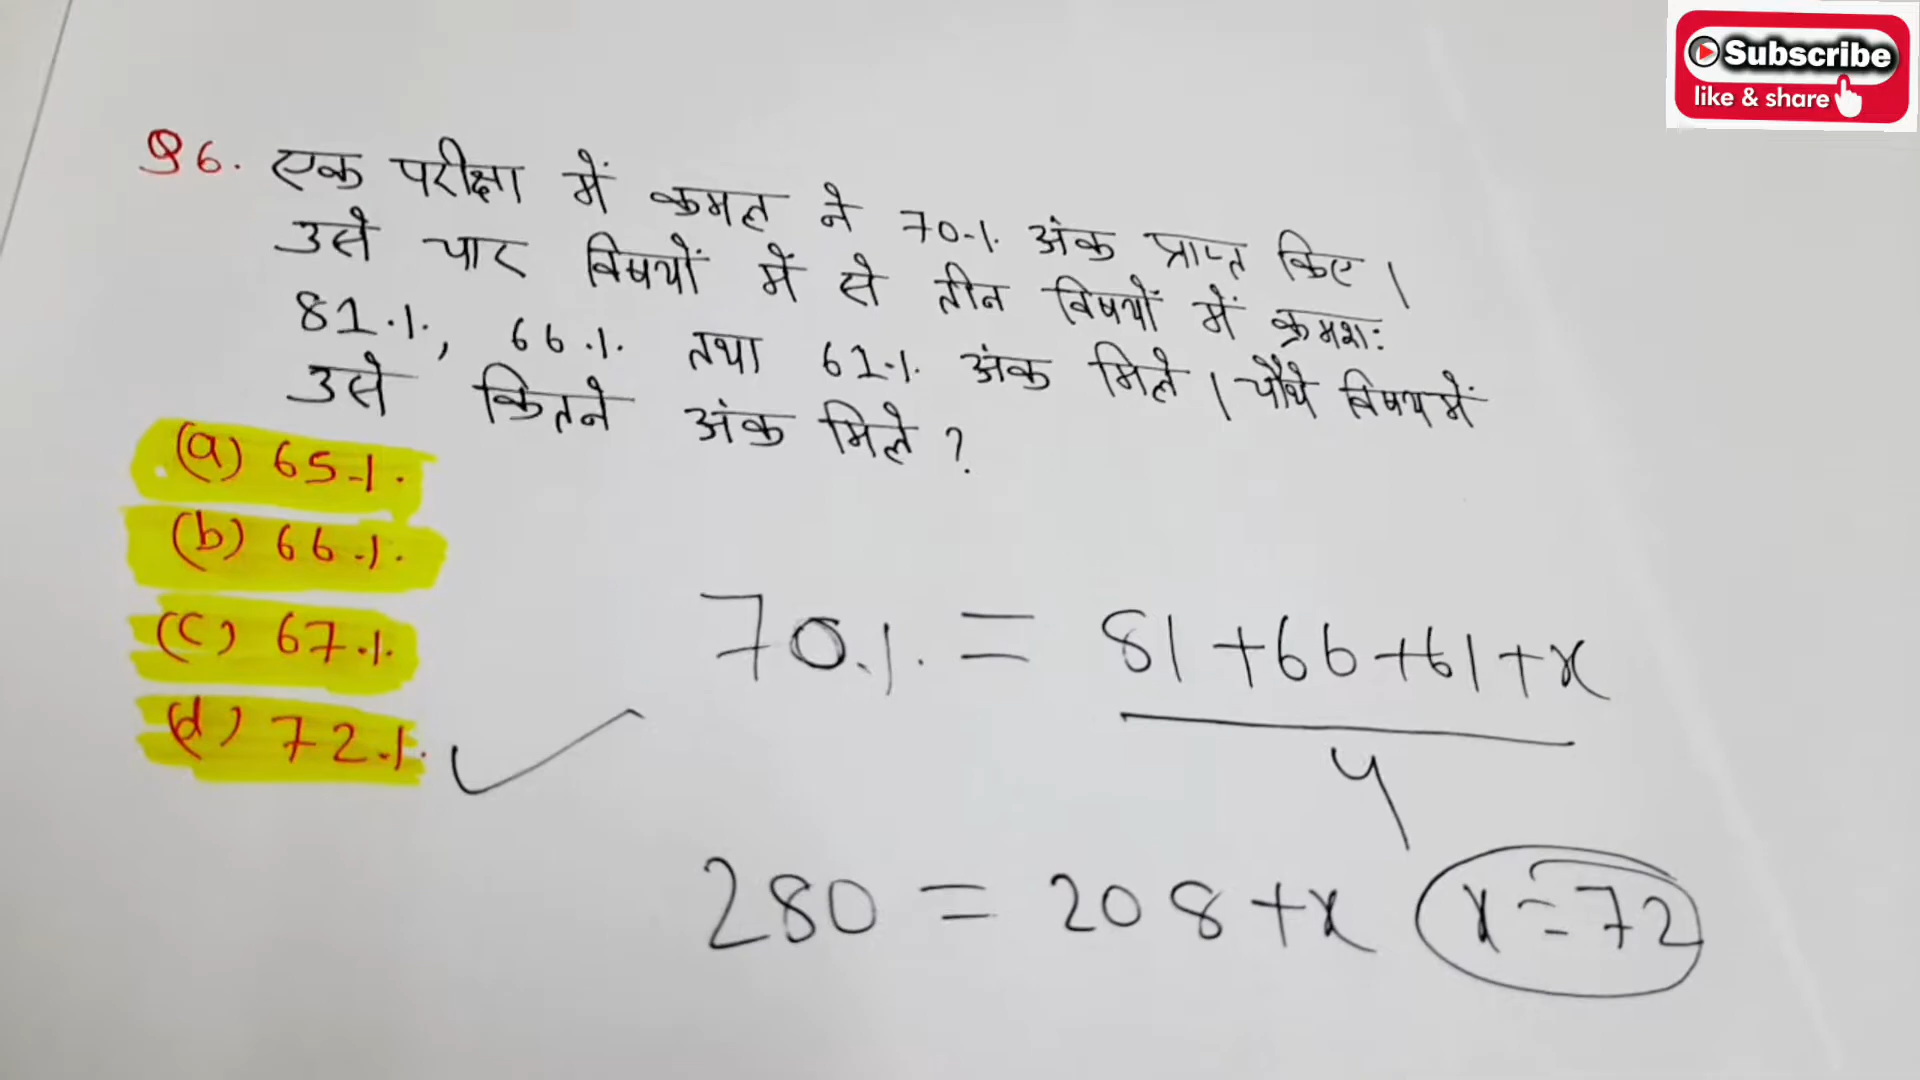 Subscribe
like & share
Q6. एक परीक्षा में कमल ने 70% अंक प्राप्त किए।
उसे चार विषयों में से तीन विषयों में क्रमशः
81%, 66% तथा 61% अंक मिले। चौथे विषय में
उसे कितने अंक मिले ?
(a) 65%
(b) 66%
(c) 67%
(d) 72%
70% = 81+66+61+x
4
280 = 208+x x=72